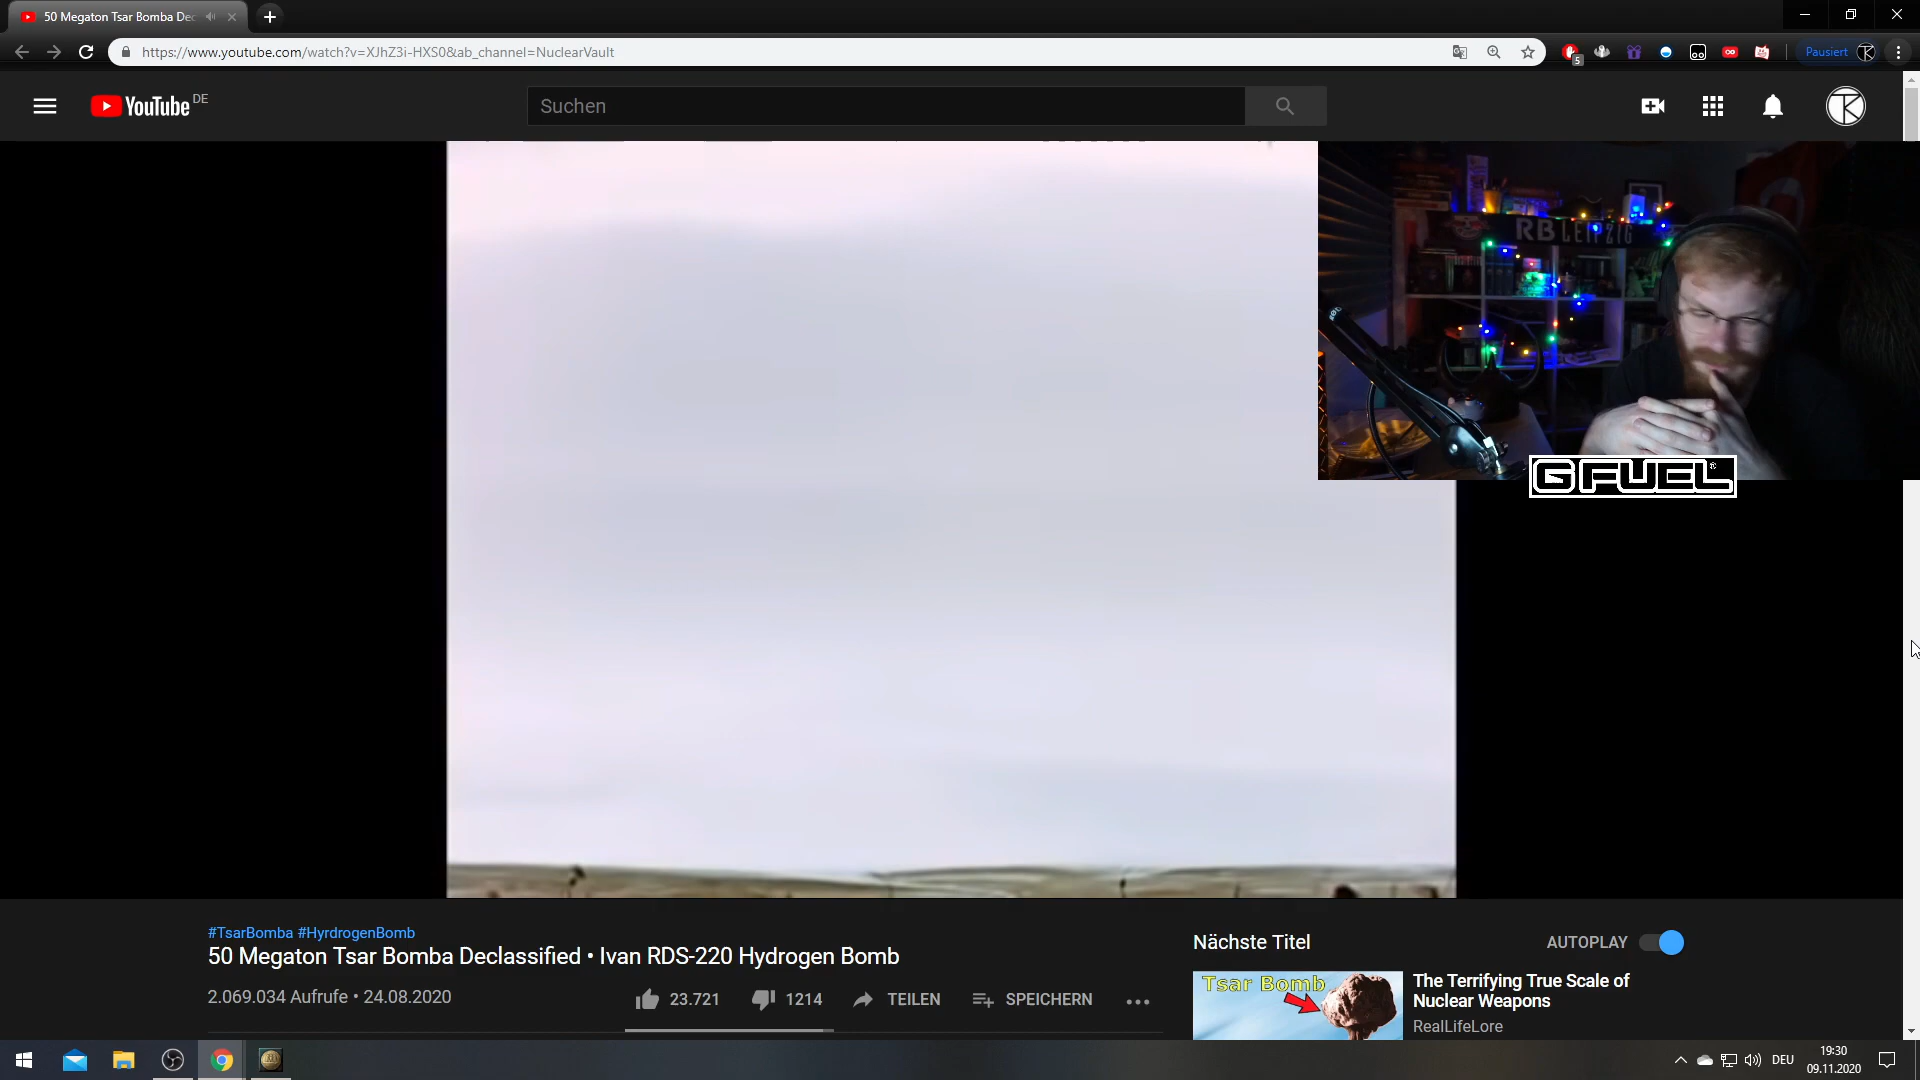 50 Megaton Tsar Bomba Dec
https://www.youtube.com/watch?v=XJhZ3i-HXS0&ab_channel=NuclearVault
5
Pausiert
YouTube DE
Suchen
RB LEIPZIG
G FUEL®
#TsarBomba #HyrdrogenBomb
50 Megaton Tsar Bomba Declassified • Ivan RDS-220 Hydrogen Bomb
2.069.034 Aufrufe • 24.08.2020
23.721
1214
TEILEN
SPEICHERN
Nächste Titel
AUTOPLAY
Tsar Bomb
The Terrifying True Scale of
Nuclear Weapons
RealLifeLore
DEU
19:30
09.11.2020